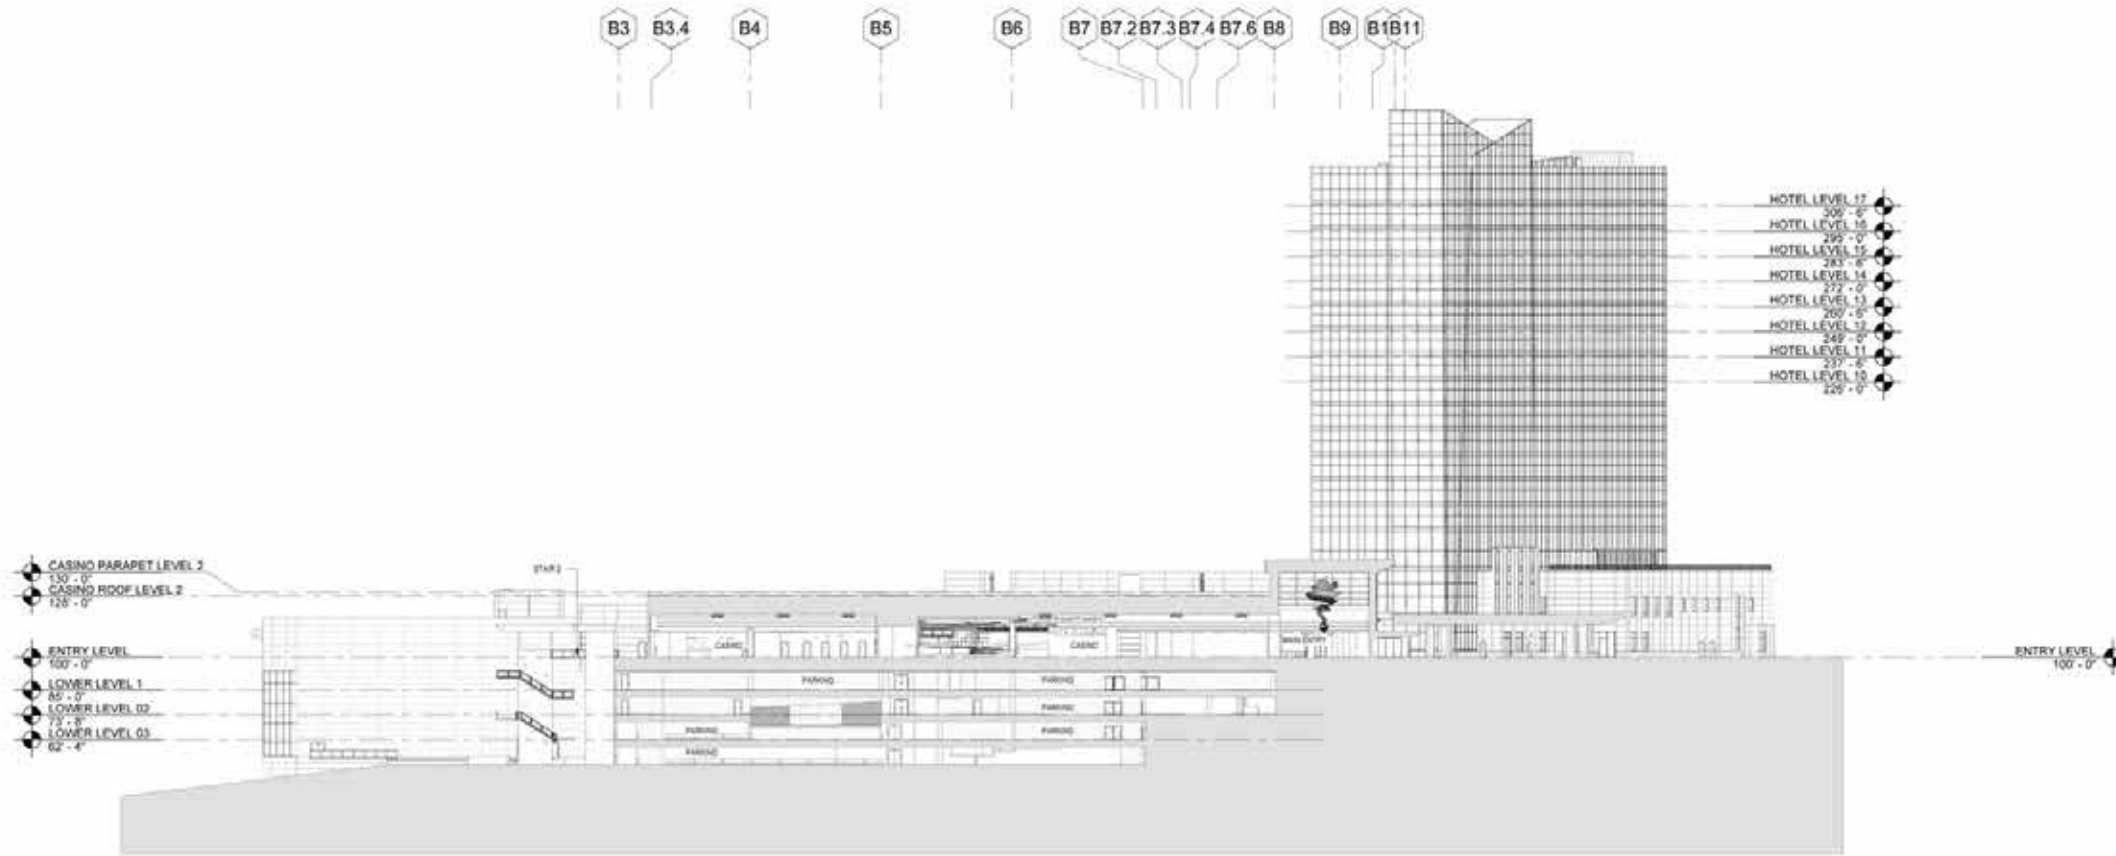 B3 B3.4 B4 B5 B6 B7 B7.2 B7.3 B7.4 B7.6 B8 B9 B1 B11
HOTEL LEVEL 17
306' - 6"
HOTEL LEVEL 16
295' - 0"
HOTEL LEVEL 15
283' - 6"
HOTEL LEVEL 14
272' - 0"
HOTEL LEVEL 13
260' - 6"
HOTEL LEVEL 12
249' - 0"
HOTEL LEVEL 11
237' - 6"
HOTEL LEVEL 10
226' - 0"
CASINO PARAPET LEVEL 2
130' - 0"
CASINO ROOF LEVEL 2
128' - 0"
STAIR 2
ENTRY LEVEL
100' - 0"
LOWER LEVEL 1
85' - 0"
LOWER LEVEL 02
73' - 8"
LOWER LEVEL 03
62' - 4"
CASINO CASINO MAIN ENTRY
PARKING PARKING
PARKING
PARKING PARKING
PARKING
ENTRY LEVEL
100' - 0"